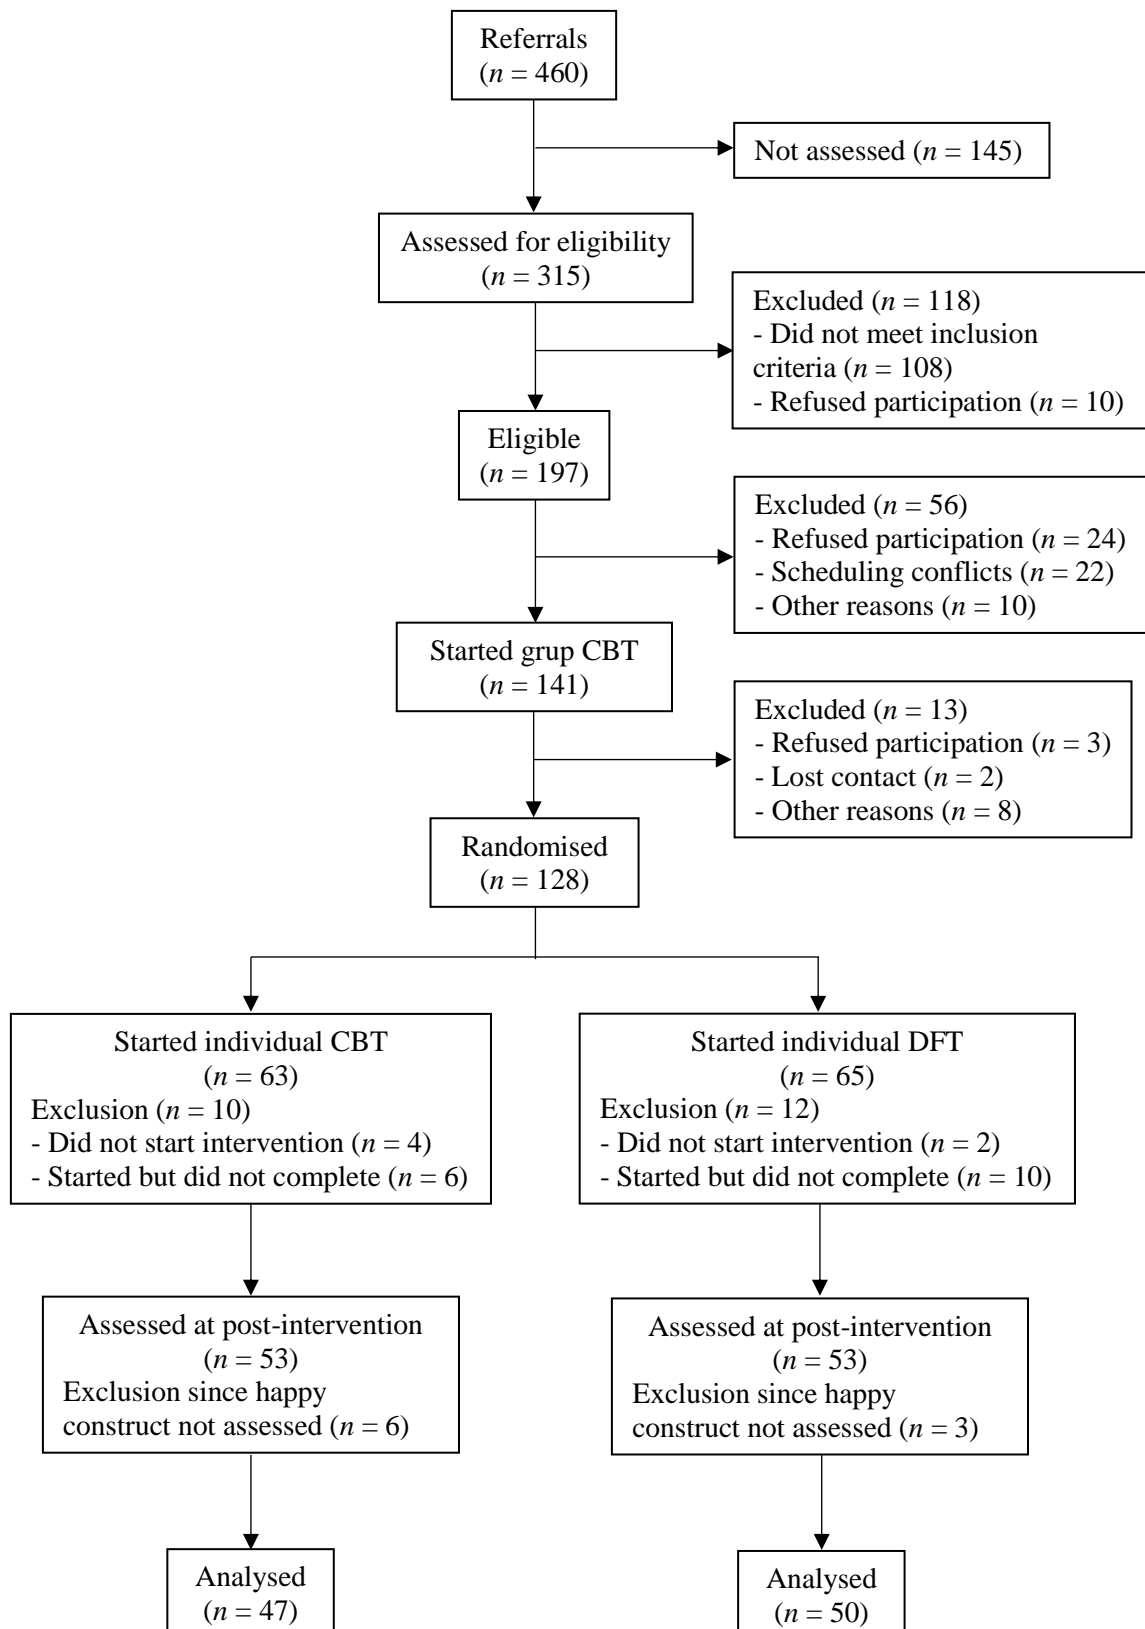 Referrals
(n = 460)
Not assessed (n = 145)
Assessed for eligibility
(n = 315)
Excluded (n = 118)
- Did not meet inclusion
criteria (n = 108)
- Refused participation (n = 10)
Eligible
(n = 197)
Excluded (n = 56)
- Refused participation (n = 24)
- Scheduling conflicts (n = 22)
- Other reasons (n = 10)
Started grup CBT
(n = 141)
Excluded (n = 13)
- Refused participation (n = 3)
- Lost contact (n = 2)
- Other reasons (n = 8)
Randomised
(n = 128)
Started individual CBT
(n = 63)
Exclusion (n = 10)
- Did not start intervention (n = 4)
- Started but did not complete (n = 6)
Started individual DFT
(n = 65)
Exclusion (n = 12)
- Did not start intervention (n = 2)
- Started but did not complete (n = 10)
Assessed at post-intervention
(n = 53)
Exclusion since happy
construct not assessed (n = 6)
Assessed at post-intervention
(n = 53)
Exclusion since happy
construct not assessed (n = 3)
Analysed
(n = 47)
Analysed
(n = 50)